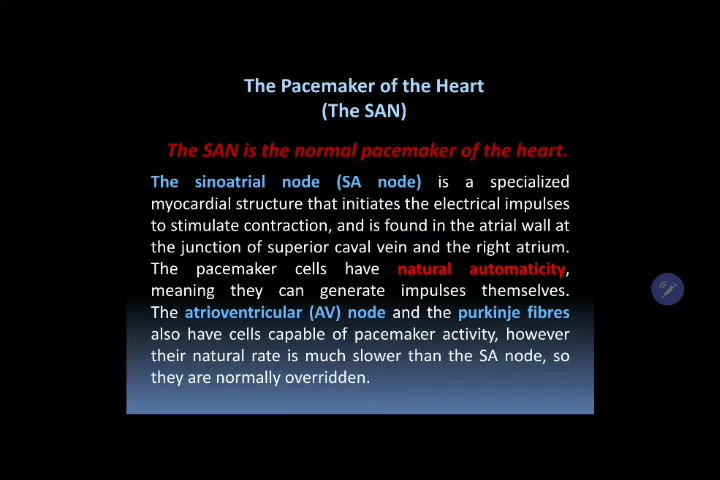 The Pacemaker of the Heart
(The SAN)
The SAN is the normal pacemaker of the heart.
The sinoatrial node (SA node) is a specialized
myocardial structure that initiates the electrical impulses
to stimulate contraction, and is found in the atrial wall at
the junction of superior caval vein and the right atrium.
The pacemaker cells have natural automaticity,
meaning they can generate impulses themselves.
The atrioventricular (AV) node and the purkinje fibres
also have cells capable of pacemaker activity, however
their natural rate is much slower than the SA node, so
they are normally overridden.